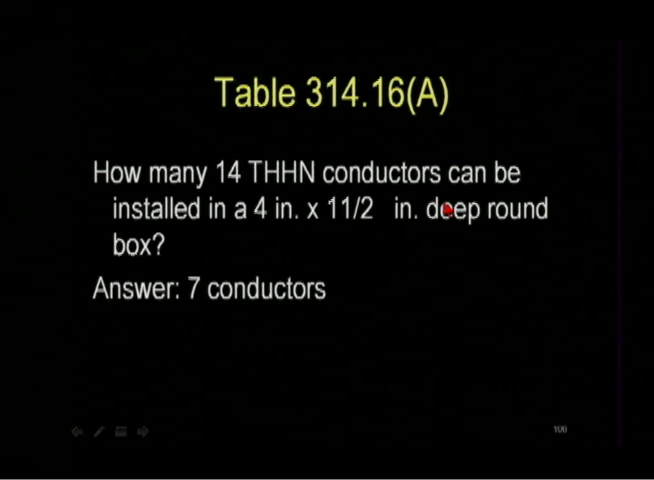 Table 314.16(A)
How many 14 THHN conductors can be
installed in a 4 in. x 11/2 in. deep round
box?
Answer: 7 conductors
100